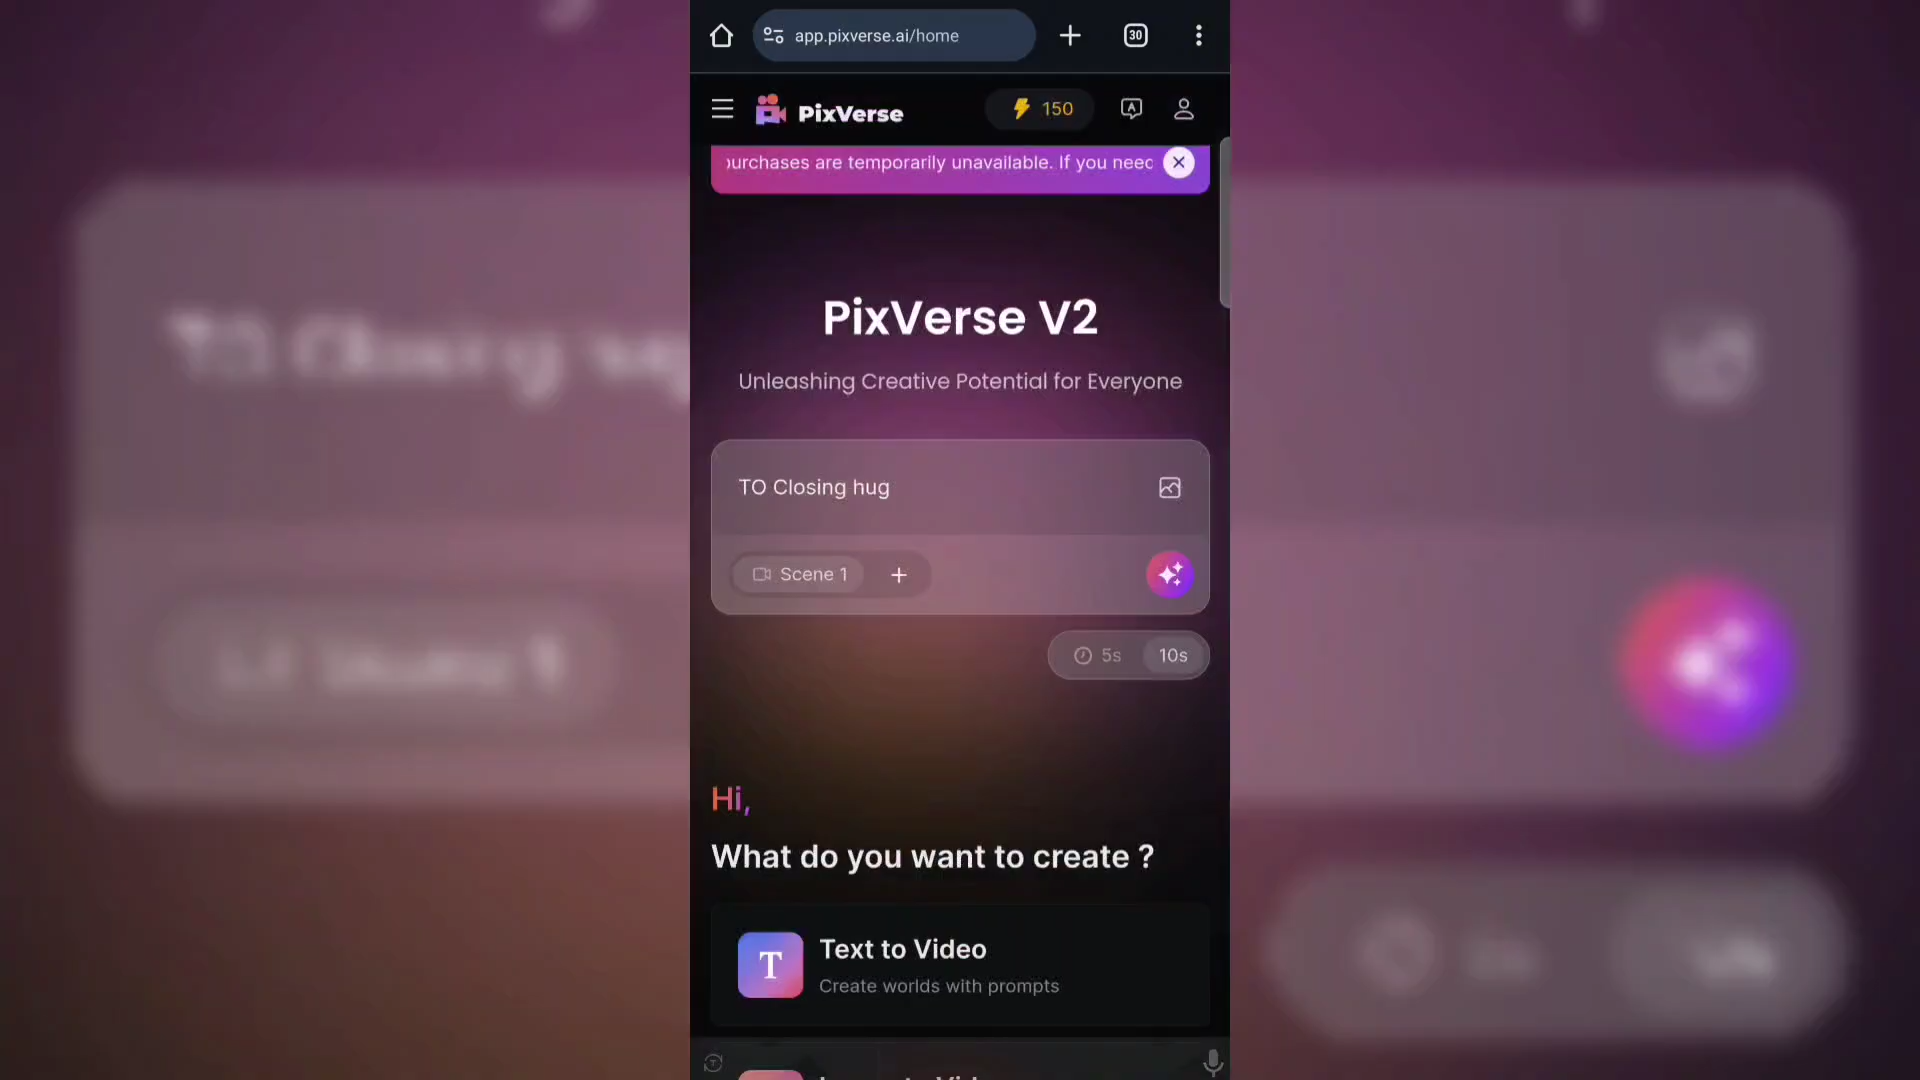 app.pixverse.ai/home
30
PixVerse
150
A
purchases are temporarily unavailable. If you need
PixVerse V2
Unleashing Creative Potential for Everyone
TO Closing hug
Scene 1
5s
10s
Hi,
What do you want to create ?
T
Text to Video
Create worlds with prompts